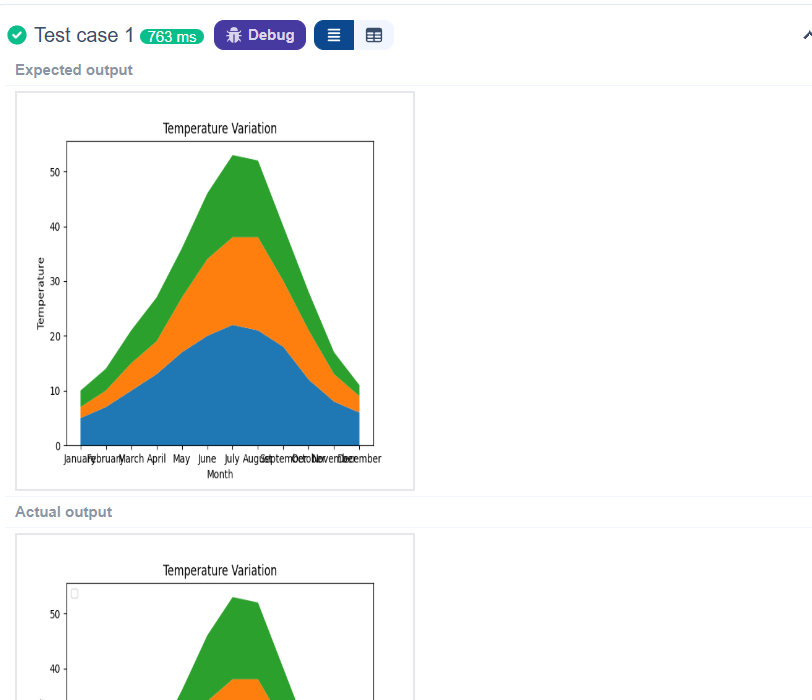 Test case 1 763 ms Debug
Expected output
Temperature Variation
50
40
30
20
10
0
Temperature
January February March April May June July August September October November December
Month
Actual output
Temperature Variation
50
40